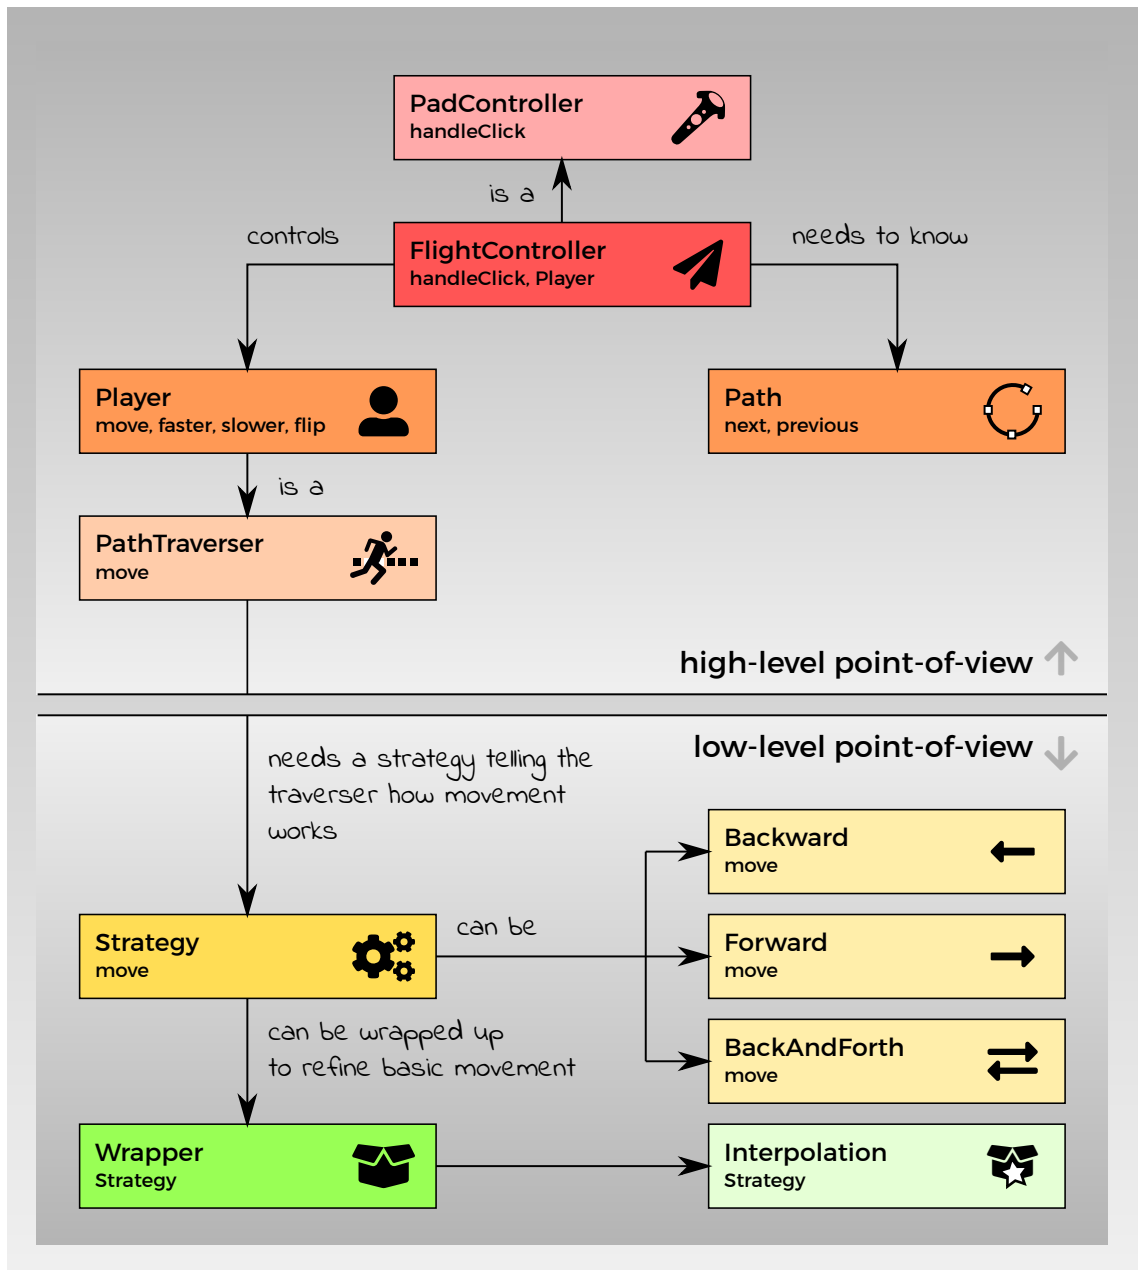 PadController
handleClick
is a
controls
FlightController
handleClick, Player
needs to know
Player
move, faster, slower, flip
Path
next, previous
is a
PathTraverser
move
high-level point-of-view
low-level point-of-view
needs a strategy telling the
traverser how movement
works
Backward
move
Strategy
move
can be
Forward
move
can be wrapped up
to refine basic movement
BackAndForth
move
Wrapper
Strategy
Interpolation
Strategy